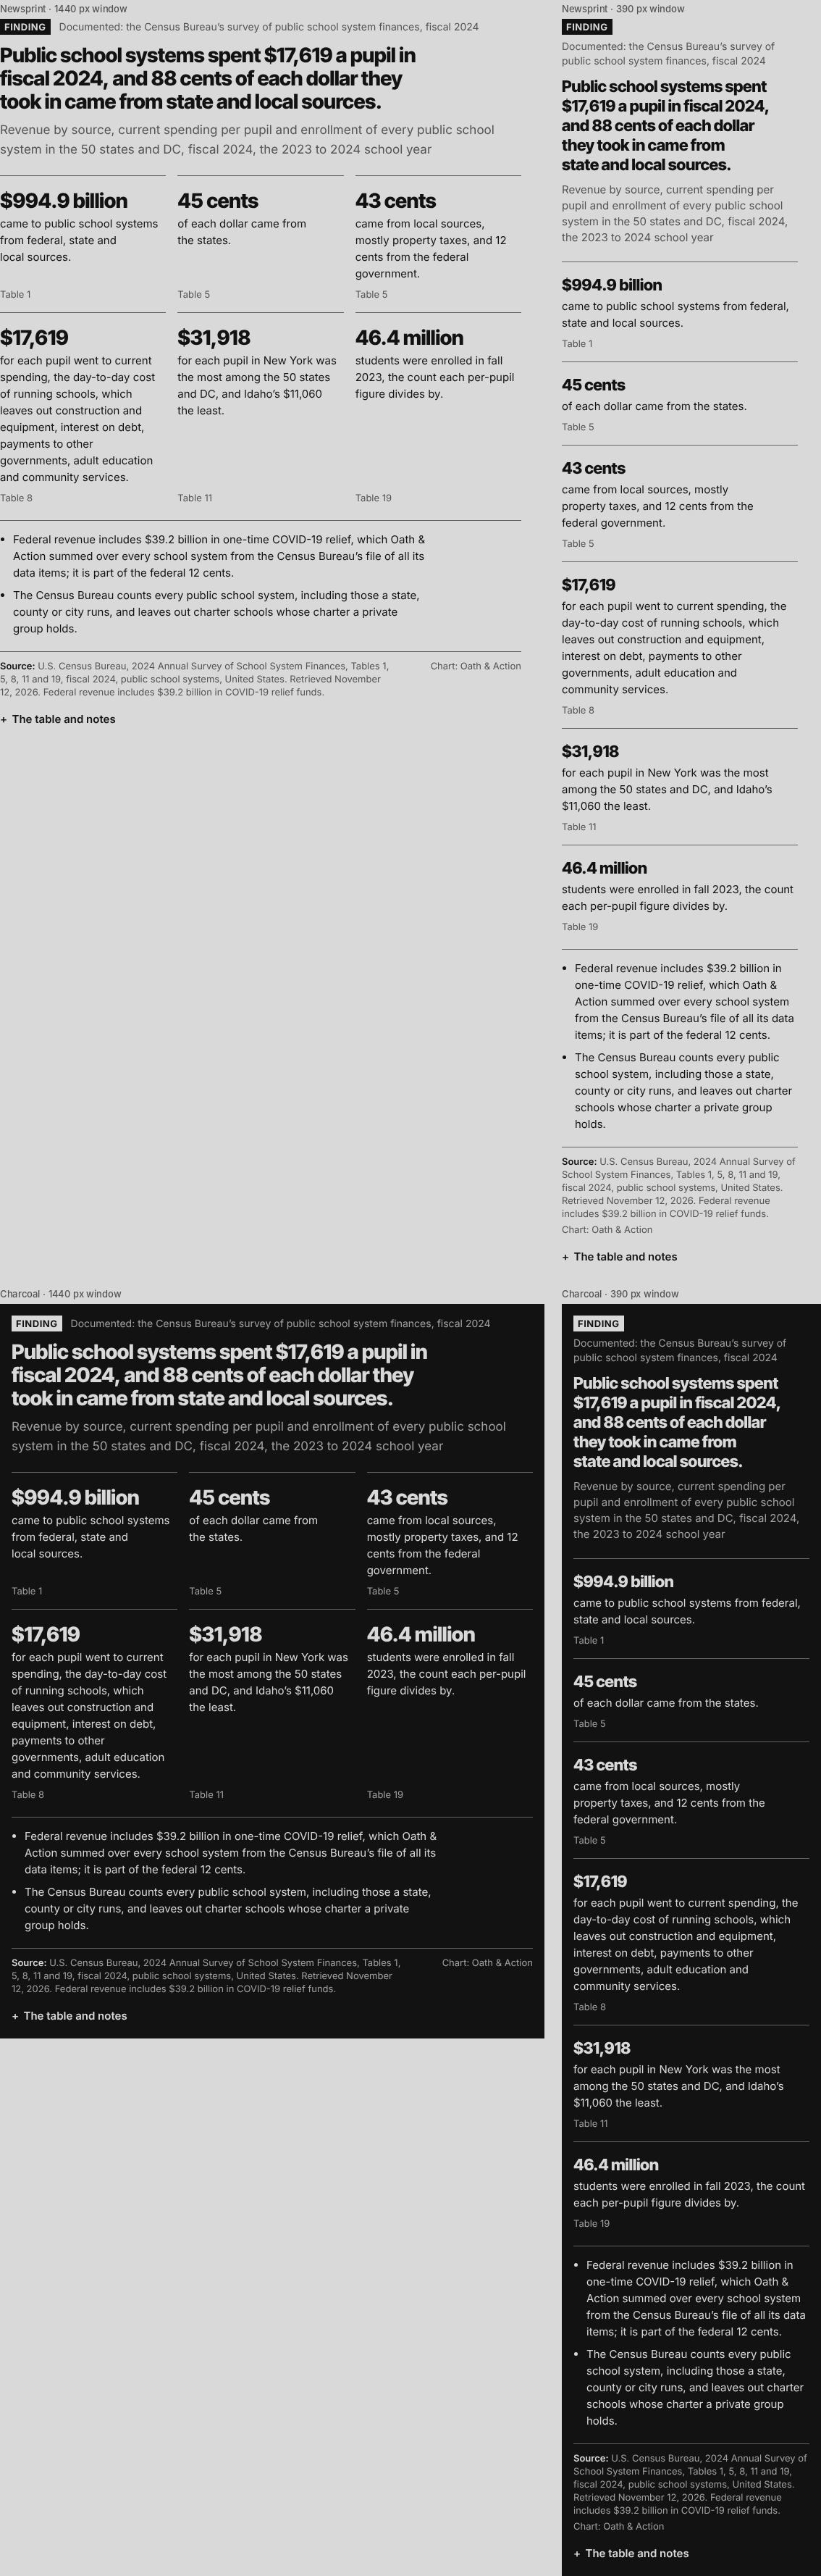 Newsprint · 1440 px window
FINDING Documented: the Census Bureau’s survey of public school system finances, fiscal 2024
Public school systems spent $17,619 a pupil in
fiscal 2024, and 88 cents of each dollar they
took in came from state and local sources.
Revenue by source, current spending per pupil and enrollment of every public school
system in the 50 states and DC, fiscal 2024, the 2023 to 2024 school year
$994.9 billion
came to public school systems
from federal, state and
local sources.
Table 1
45 cents
of each dollar came from
the states.
Table 5
43 cents
came from local sources,
mostly property taxes, and 12
cents from the federal
government.
Table 5
$17,619
for each pupil went to current
spending, the day-to-day cost
of running schools, which
leaves out construction and
equipment, interest on debt,
payments to other
governments, adult education
and community services.
Table 8
$31,918
for each pupil in New York was
the most among the 50 states
and DC, and Idaho’s $11,060
the least.
Table 11
46.4 million
students were enrolled in fall
2023, the count each per-pupil
figure divides by.
Table 19
• Federal revenue includes $39.2 billion in one-time COVID-19 relief, which Oath &
Action summed over every school system from the Census Bureau’s file of all its
data items; it is part of the federal 12 cents.
• The Census Bureau counts every public school system, including those a state,
county or city runs, and leaves out charter schools whose charter a private
group holds.
Source: U.S. Census Bureau, 2024 Annual Survey of School System Finances, Tables 1,
5, 8, 11 and 19, fiscal 2024, public school systems, United States. Retrieved November
12, 2026. Federal revenue includes $39.2 billion in COVID-19 relief funds.
Chart: Oath & Action
+ The table and notes
Newsprint · 390 px window
FINDING
Documented: the Census Bureau’s survey of
public school system finances, fiscal 2024
Public school systems spent
$17,619 a pupil in fiscal 2024,
and 88 cents of each dollar
they took in came from
state and local sources.
Revenue by source, current spending per
pupil and enrollment of every public school
system in the 50 states and DC, fiscal 2024,
the 2023 to 2024 school year
$994.9 billion
came to public school systems from federal,
state and local sources.
Table 1
45 cents
of each dollar came from the states.
Table 5
43 cents
came from local sources, mostly
property taxes, and 12 cents from the
federal government.
Table 5
$17,619
for each pupil went to current spending, the
day-to-day cost of running schools, which
leaves out construction and equipment,
interest on debt, payments to other
governments, adult education and
community services.
Table 8
$31,918
for each pupil in New York was the most
among the 50 states and DC, and Idaho’s
$11,060 the least.
Table 11
46.4 million
students were enrolled in fall 2023, the count
each per-pupil figure divides by.
Table 19
• Federal revenue includes $39.2 billion in
one-time COVID-19 relief, which Oath &
Action summed over every school system
from the Census Bureau’s file of all its data
items; it is part of the federal 12 cents.
• The Census Bureau counts every public
school system, including those a state,
county or city runs, and leaves out charter
schools whose charter a private group
holds.
Source: U.S. Census Bureau, 2024 Annual Survey of
School System Finances, Tables 1, 5, 8, 11 and 19,
fiscal 2024, public school systems, United States.
Retrieved November 12, 2026. Federal revenue
includes $39.2 billion in COVID-19 relief funds.
Chart: Oath & Action
+ The table and notes
Charcoal · 1440 px window
FINDING Documented: the Census Bureau’s survey of public school system finances, fiscal 2024
Public school systems spent $17,619 a pupil in
fiscal 2024, and 88 cents of each dollar they
took in came from state and local sources.
Revenue by source, current spending per pupil and enrollment of every public school
system in the 50 states and DC, fiscal 2024, the 2023 to 2024 school year
$994.9 billion
came to public school systems
from federal, state and
local sources.
Table 1
45 cents
of each dollar came from
the states.
Table 5
43 cents
came from local sources,
mostly property taxes, and 12
cents from the federal
government.
Table 5
$17,619
for each pupil went to current
spending, the day-to-day cost
of running schools, which
leaves out construction and
equipment, interest on debt,
payments to other
governments, adult education
and community services.
Table 8
$31,918
for each pupil in New York was
the most among the 50 states
and DC, and Idaho’s $11,060
the least.
Table 11
46.4 million
students were enrolled in fall
2023, the count each per-pupil
figure divides by.
Table 19
• Federal revenue includes $39.2 billion in one-time COVID-19 relief, which Oath &
Action summed over every school system from the Census Bureau’s file of all its
data items; it is part of the federal 12 cents.
• The Census Bureau counts every public school system, including those a state,
county or city runs, and leaves out charter schools whose charter a private
group holds.
Source: U.S. Census Bureau, 2024 Annual Survey of School System Finances, Tables 1,
5, 8, 11 and 19, fiscal 2024, public school systems, United States. Retrieved November
12, 2026. Federal revenue includes $39.2 billion in COVID-19 relief funds.
Chart: Oath & Action
+ The table and notes
Charcoal · 390 px window
FINDING
Documented: the Census Bureau’s survey of
public school system finances, fiscal 2024
Public school systems spent
$17,619 a pupil in fiscal 2024,
and 88 cents of each dollar
they took in came from
state and local sources.
Revenue by source, current spending per
pupil and enrollment of every public school
system in the 50 states and DC, fiscal 2024,
the 2023 to 2024 school year
$994.9 billion
came to public school systems from federal,
state and local sources.
Table 1
45 cents
of each dollar came from the states.
Table 5
43 cents
came from local sources, mostly
property taxes, and 12 cents from the
federal government.
Table 5
$17,619
for each pupil went to current spending, the
day-to-day cost of running schools, which
leaves out construction and equipment,
interest on debt, payments to other
governments, adult education and
community services.
Table 8
$31,918
for each pupil in New York was the most
among the 50 states and DC, and Idaho’s
$11,060 the least.
Table 11
46.4 million
students were enrolled in fall 2023, the count
each per-pupil figure divides by.
Table 19
• Federal revenue includes $39.2 billion in
one-time COVID-19 relief, which Oath &
Action summed over every school system
from the Census Bureau’s file of all its data
items; it is part of the federal 12 cents.
• The Census Bureau counts every public
school system, including those a state,
county or city runs, and leaves out charter
schools whose charter a private group
holds.
Source: U.S. Census Bureau, 2024 Annual Survey of
School System Finances, Tables 1, 5, 8, 11 and 19,
fiscal 2024, public school systems, United States.
Retrieved November 12, 2026. Federal revenue
includes $39.2 billion in COVID-19 relief funds.
Chart: Oath & Action
+ The table and notes